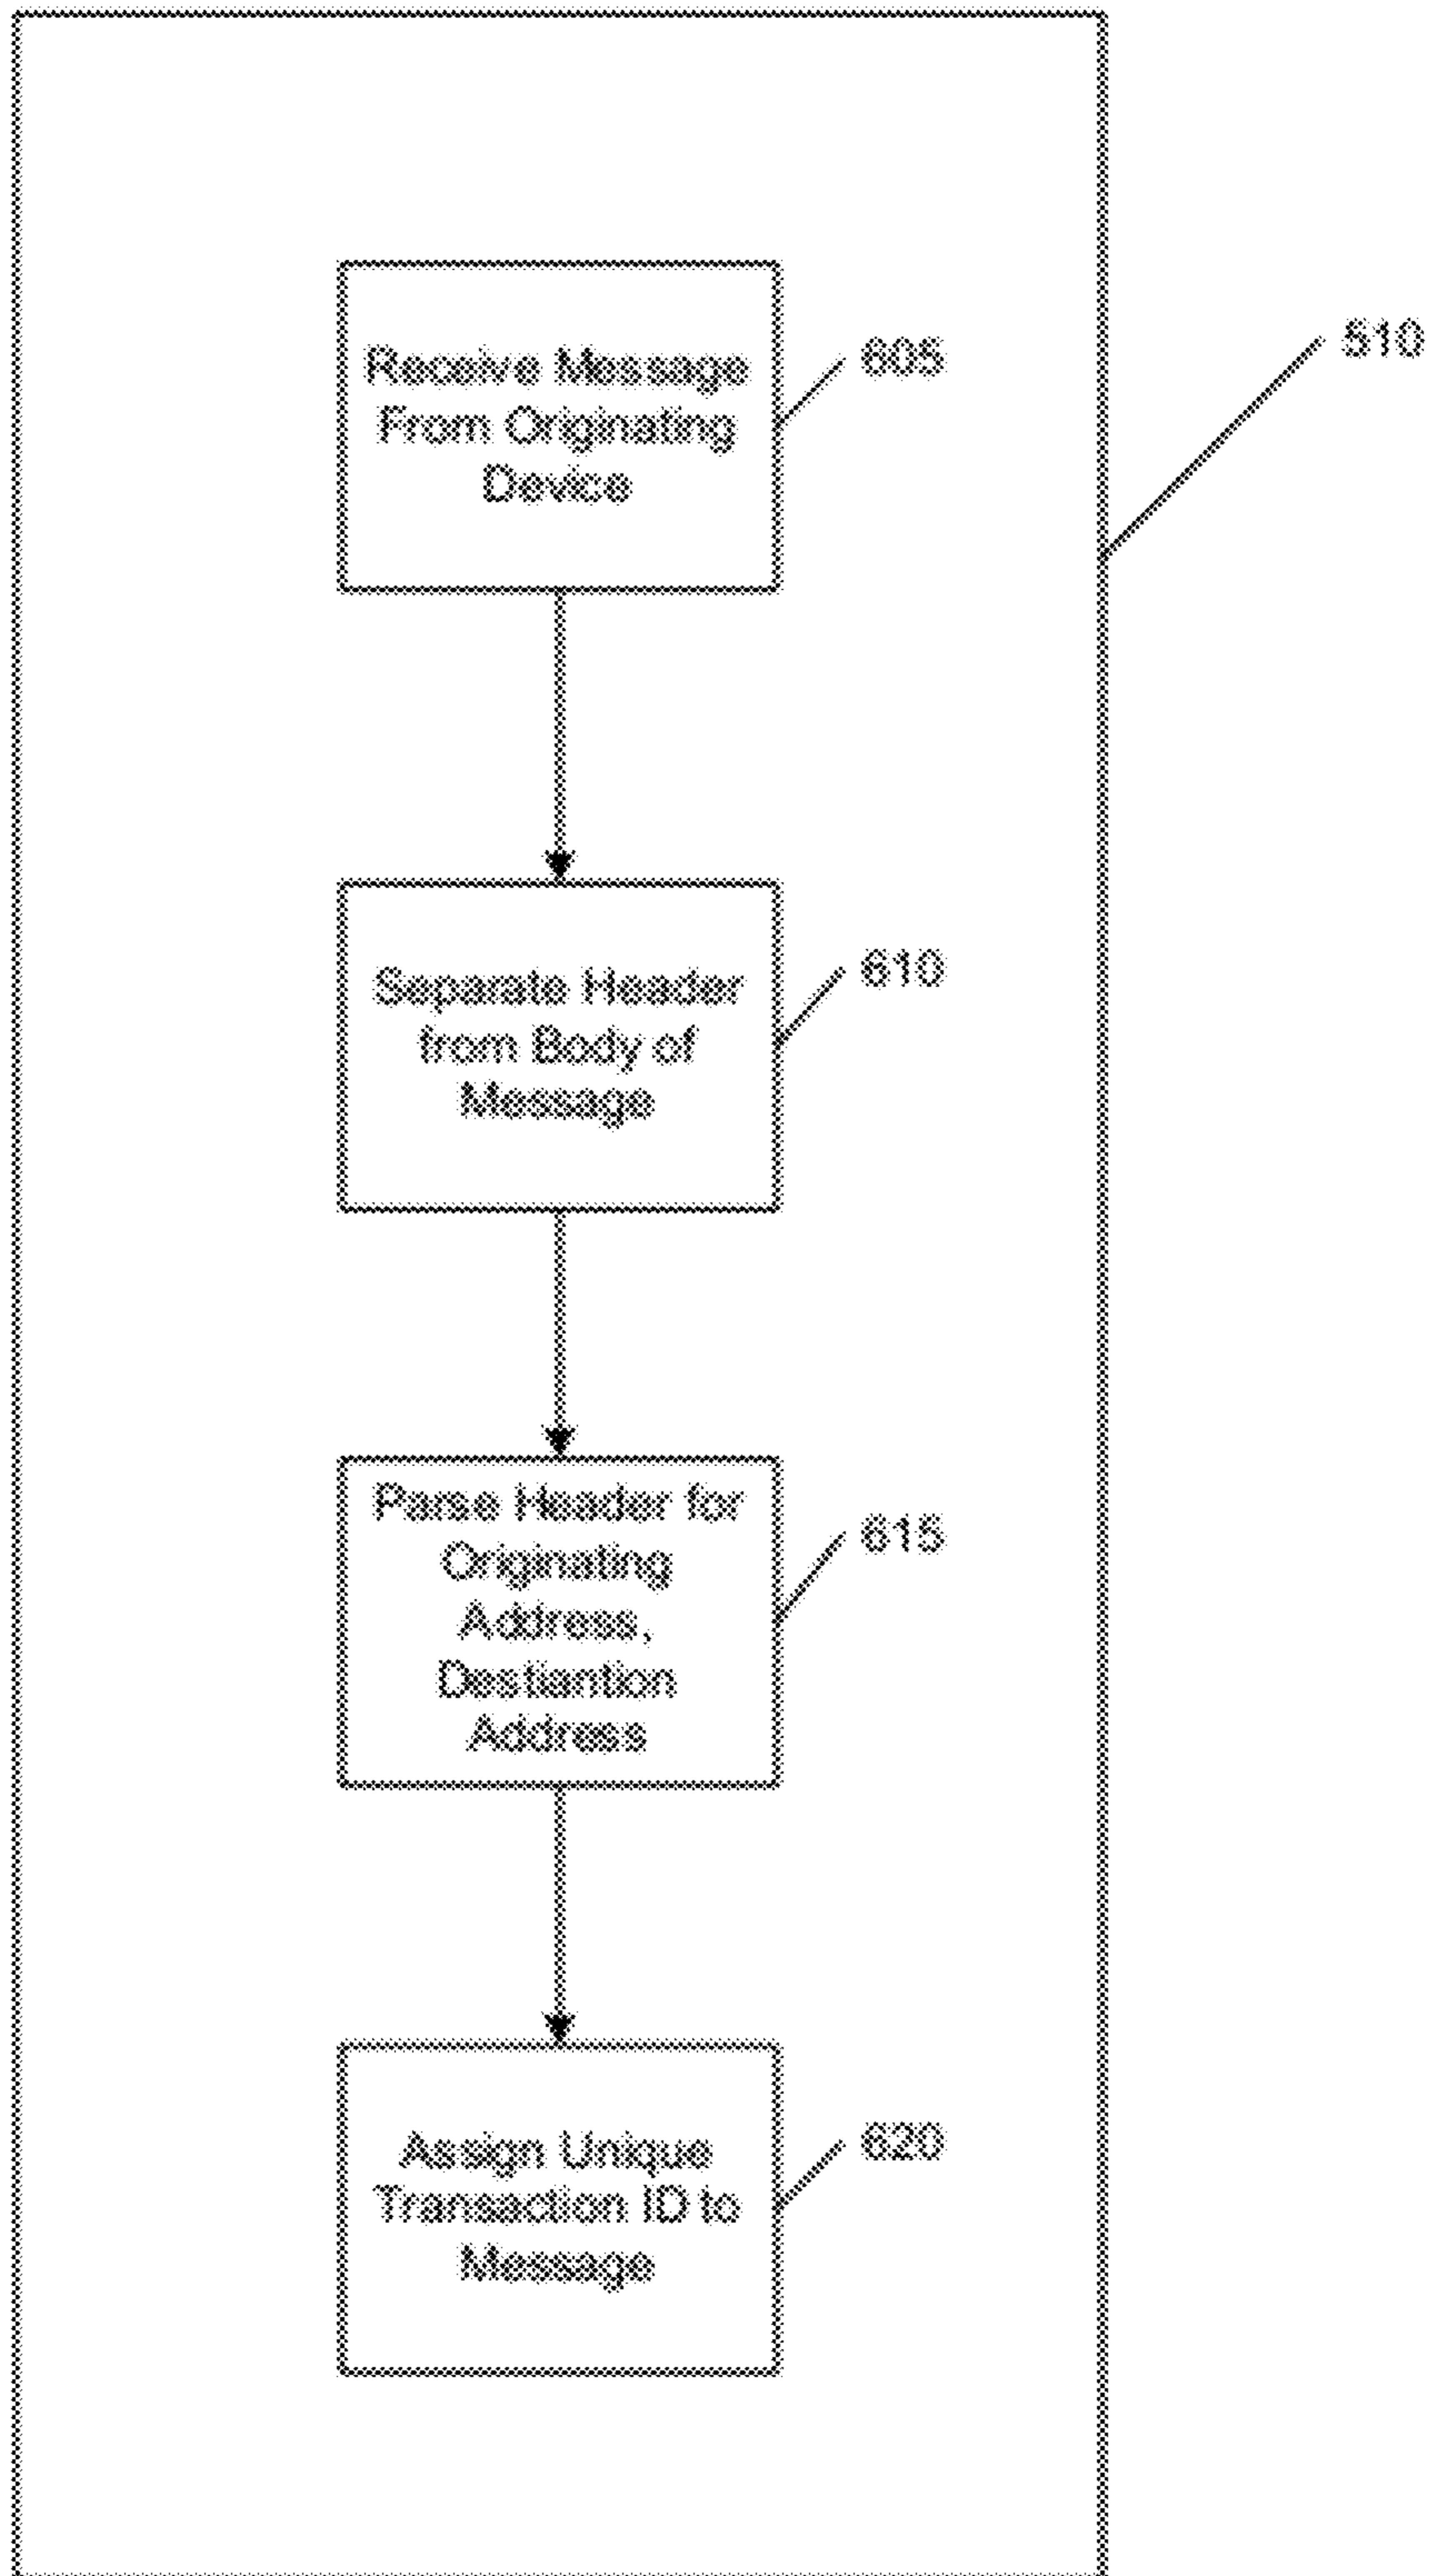 Receive Message
From Originating
Device
605
510
Separate Header
from Body of
Message
610
Parse Header for
Originating
Address,
Destiantion
Address
615
Assign Unique
Transaction ID to
Message
620